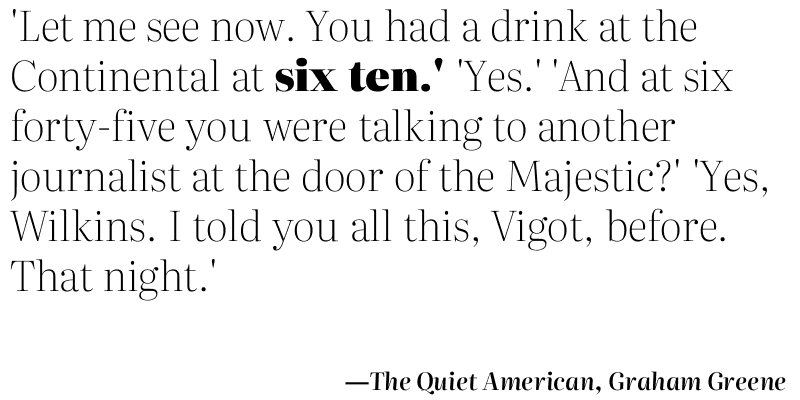 'Let me see now. You had a drink at the
Continental at six ten.' 'Yes.' 'And at six
forty-five you were talking to another
journalist at the door of the Majestic?' 'Yes,
Wilkins. I told you all this, Vigot, before.
That night.'
—The Quiet American, Graham Greene